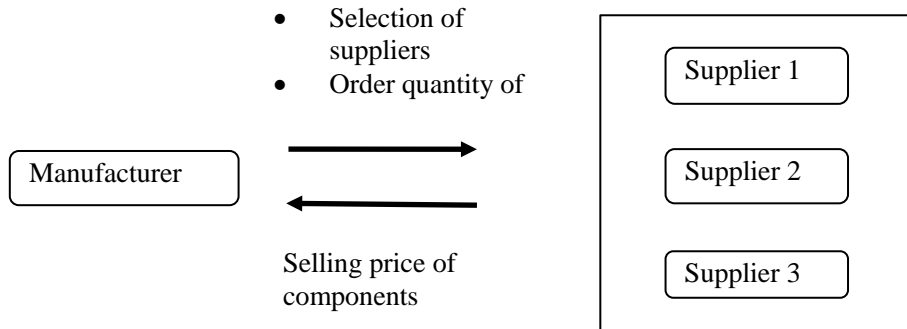 • Selection of
suppliers
• Order quantity of
Manufacturer
Selling price of
components
Supplier 1
Supplier 2
Supplier 3